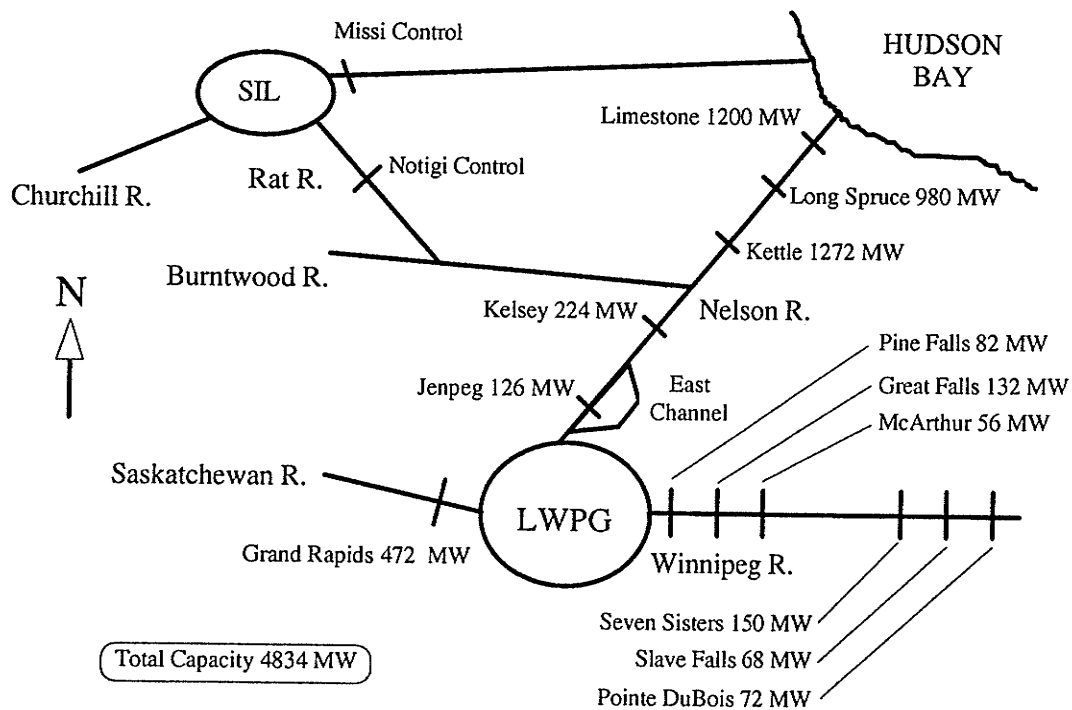 Missi Control
HUDSON
BAY
SIL
Limestone 1200 MW
Notigi Control
Rat R.
Churchill R.
Long Spruce 980 MW
Kettle 1272 MW
Burntwood R.
N
Kelsey 224 MW
Nelson R.
Pine Falls 82 MW
Jenpeg 126 MW
East
Channel
Great Falls 132 MW
McArthur 56 MW
Saskatchewan R.
LWPG
Grand Rapids 472 MW
Winnipeg R.
Seven Sisters 150 MW
Total Capacity 4834 MW
Slave Falls 68 MW
Pointe DuBois 72 MW